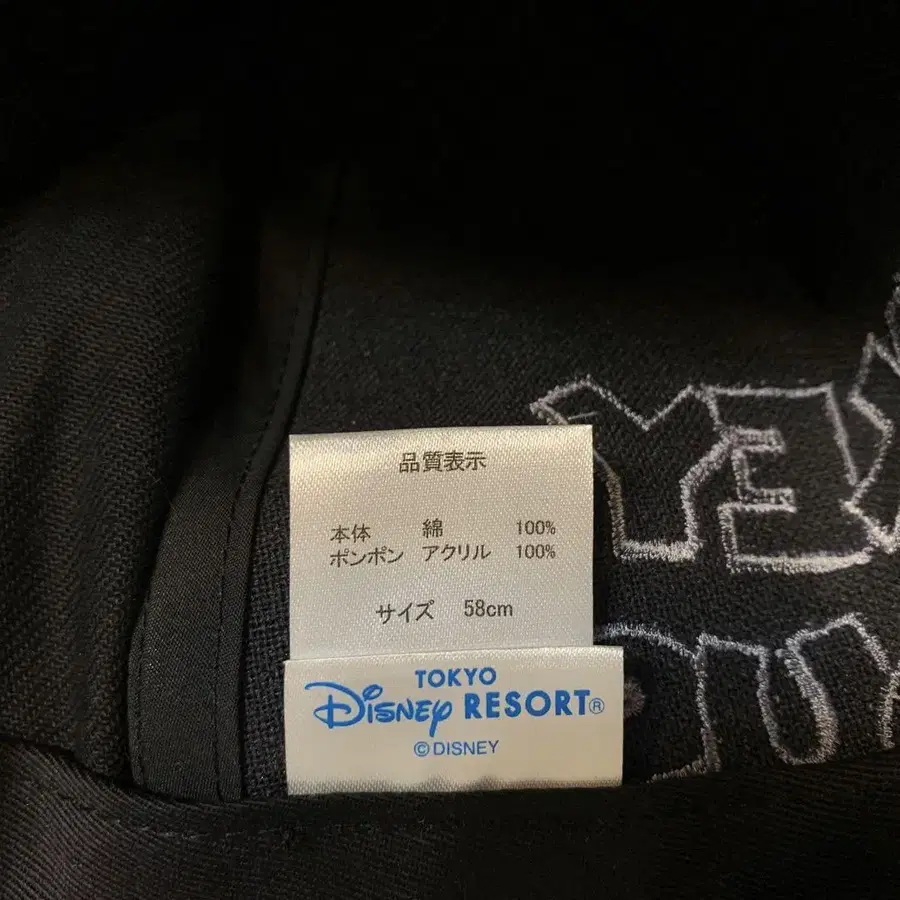 品質表示
本体 綿 100%
ポンポン アクリル 100%
サイズ 58cm
TOKYO
Disney RESORT®
©DISNEY